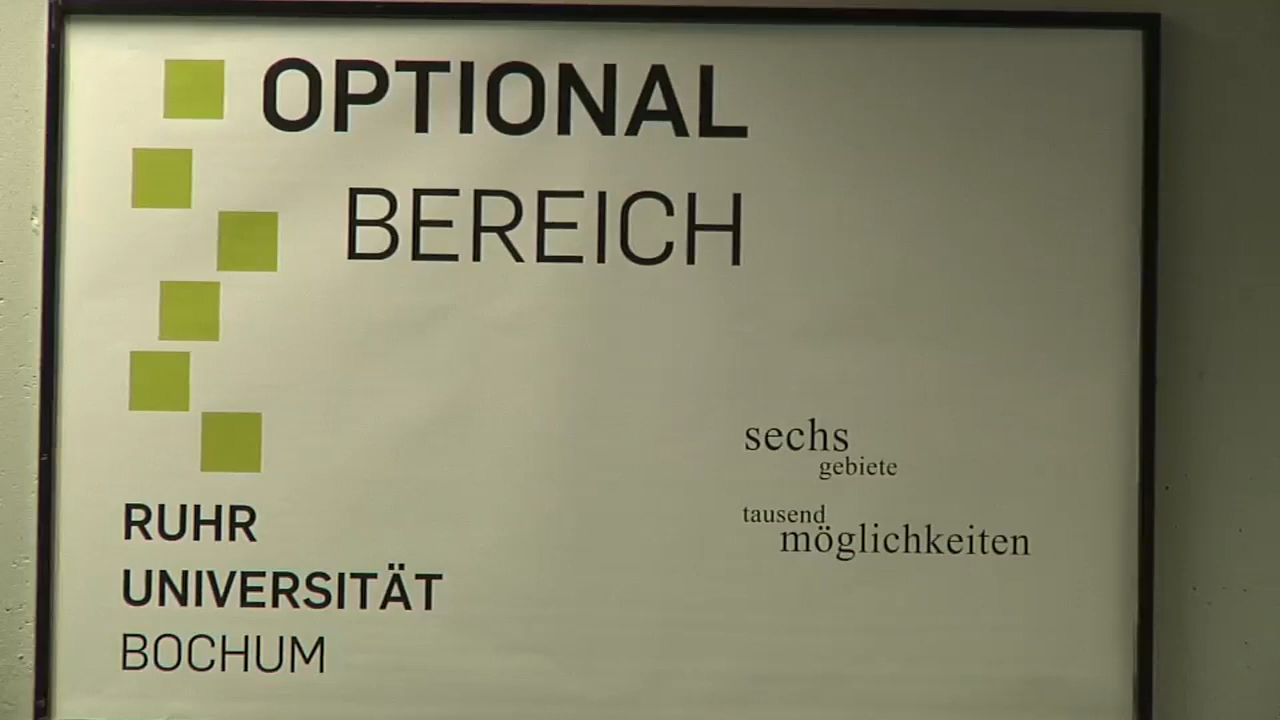 OPTIONAL
BEREICH
sechs
gebiete
tausend
möglichkeiten
RUHR
UNIVERSITÄT
BOCHUM